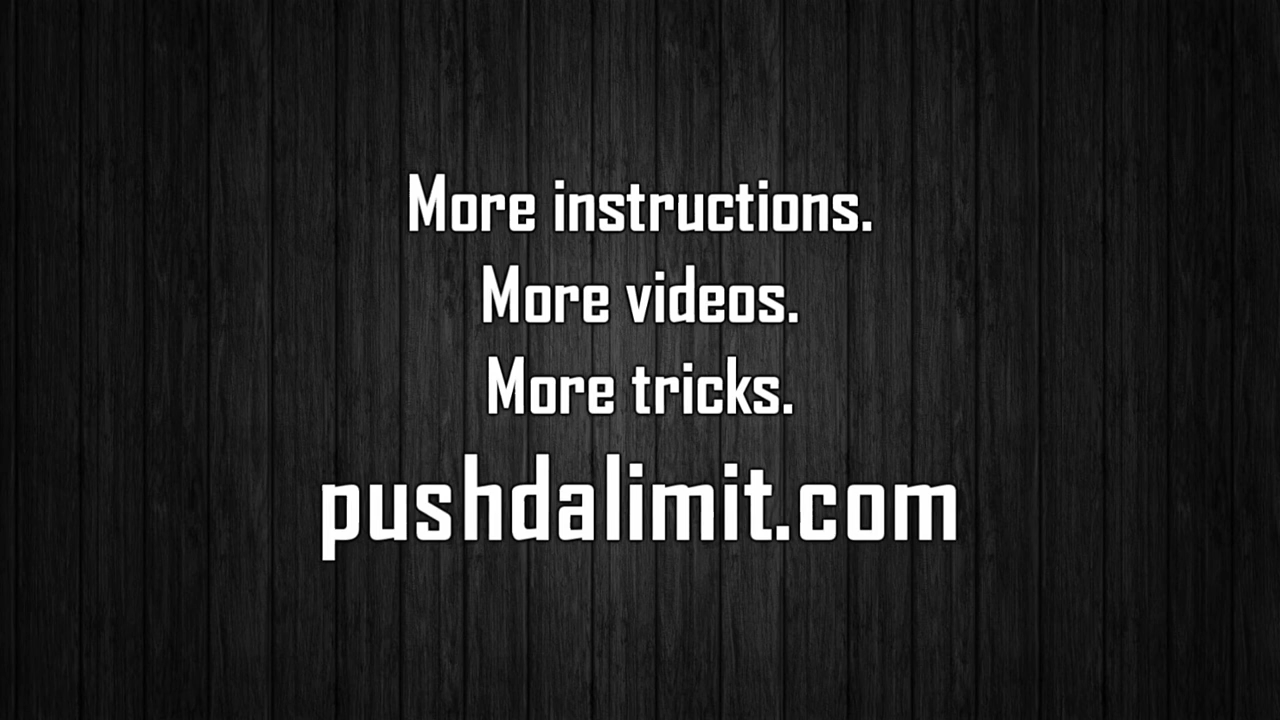 More instructions.
More videos.
More tricks.
pushdalimit.com